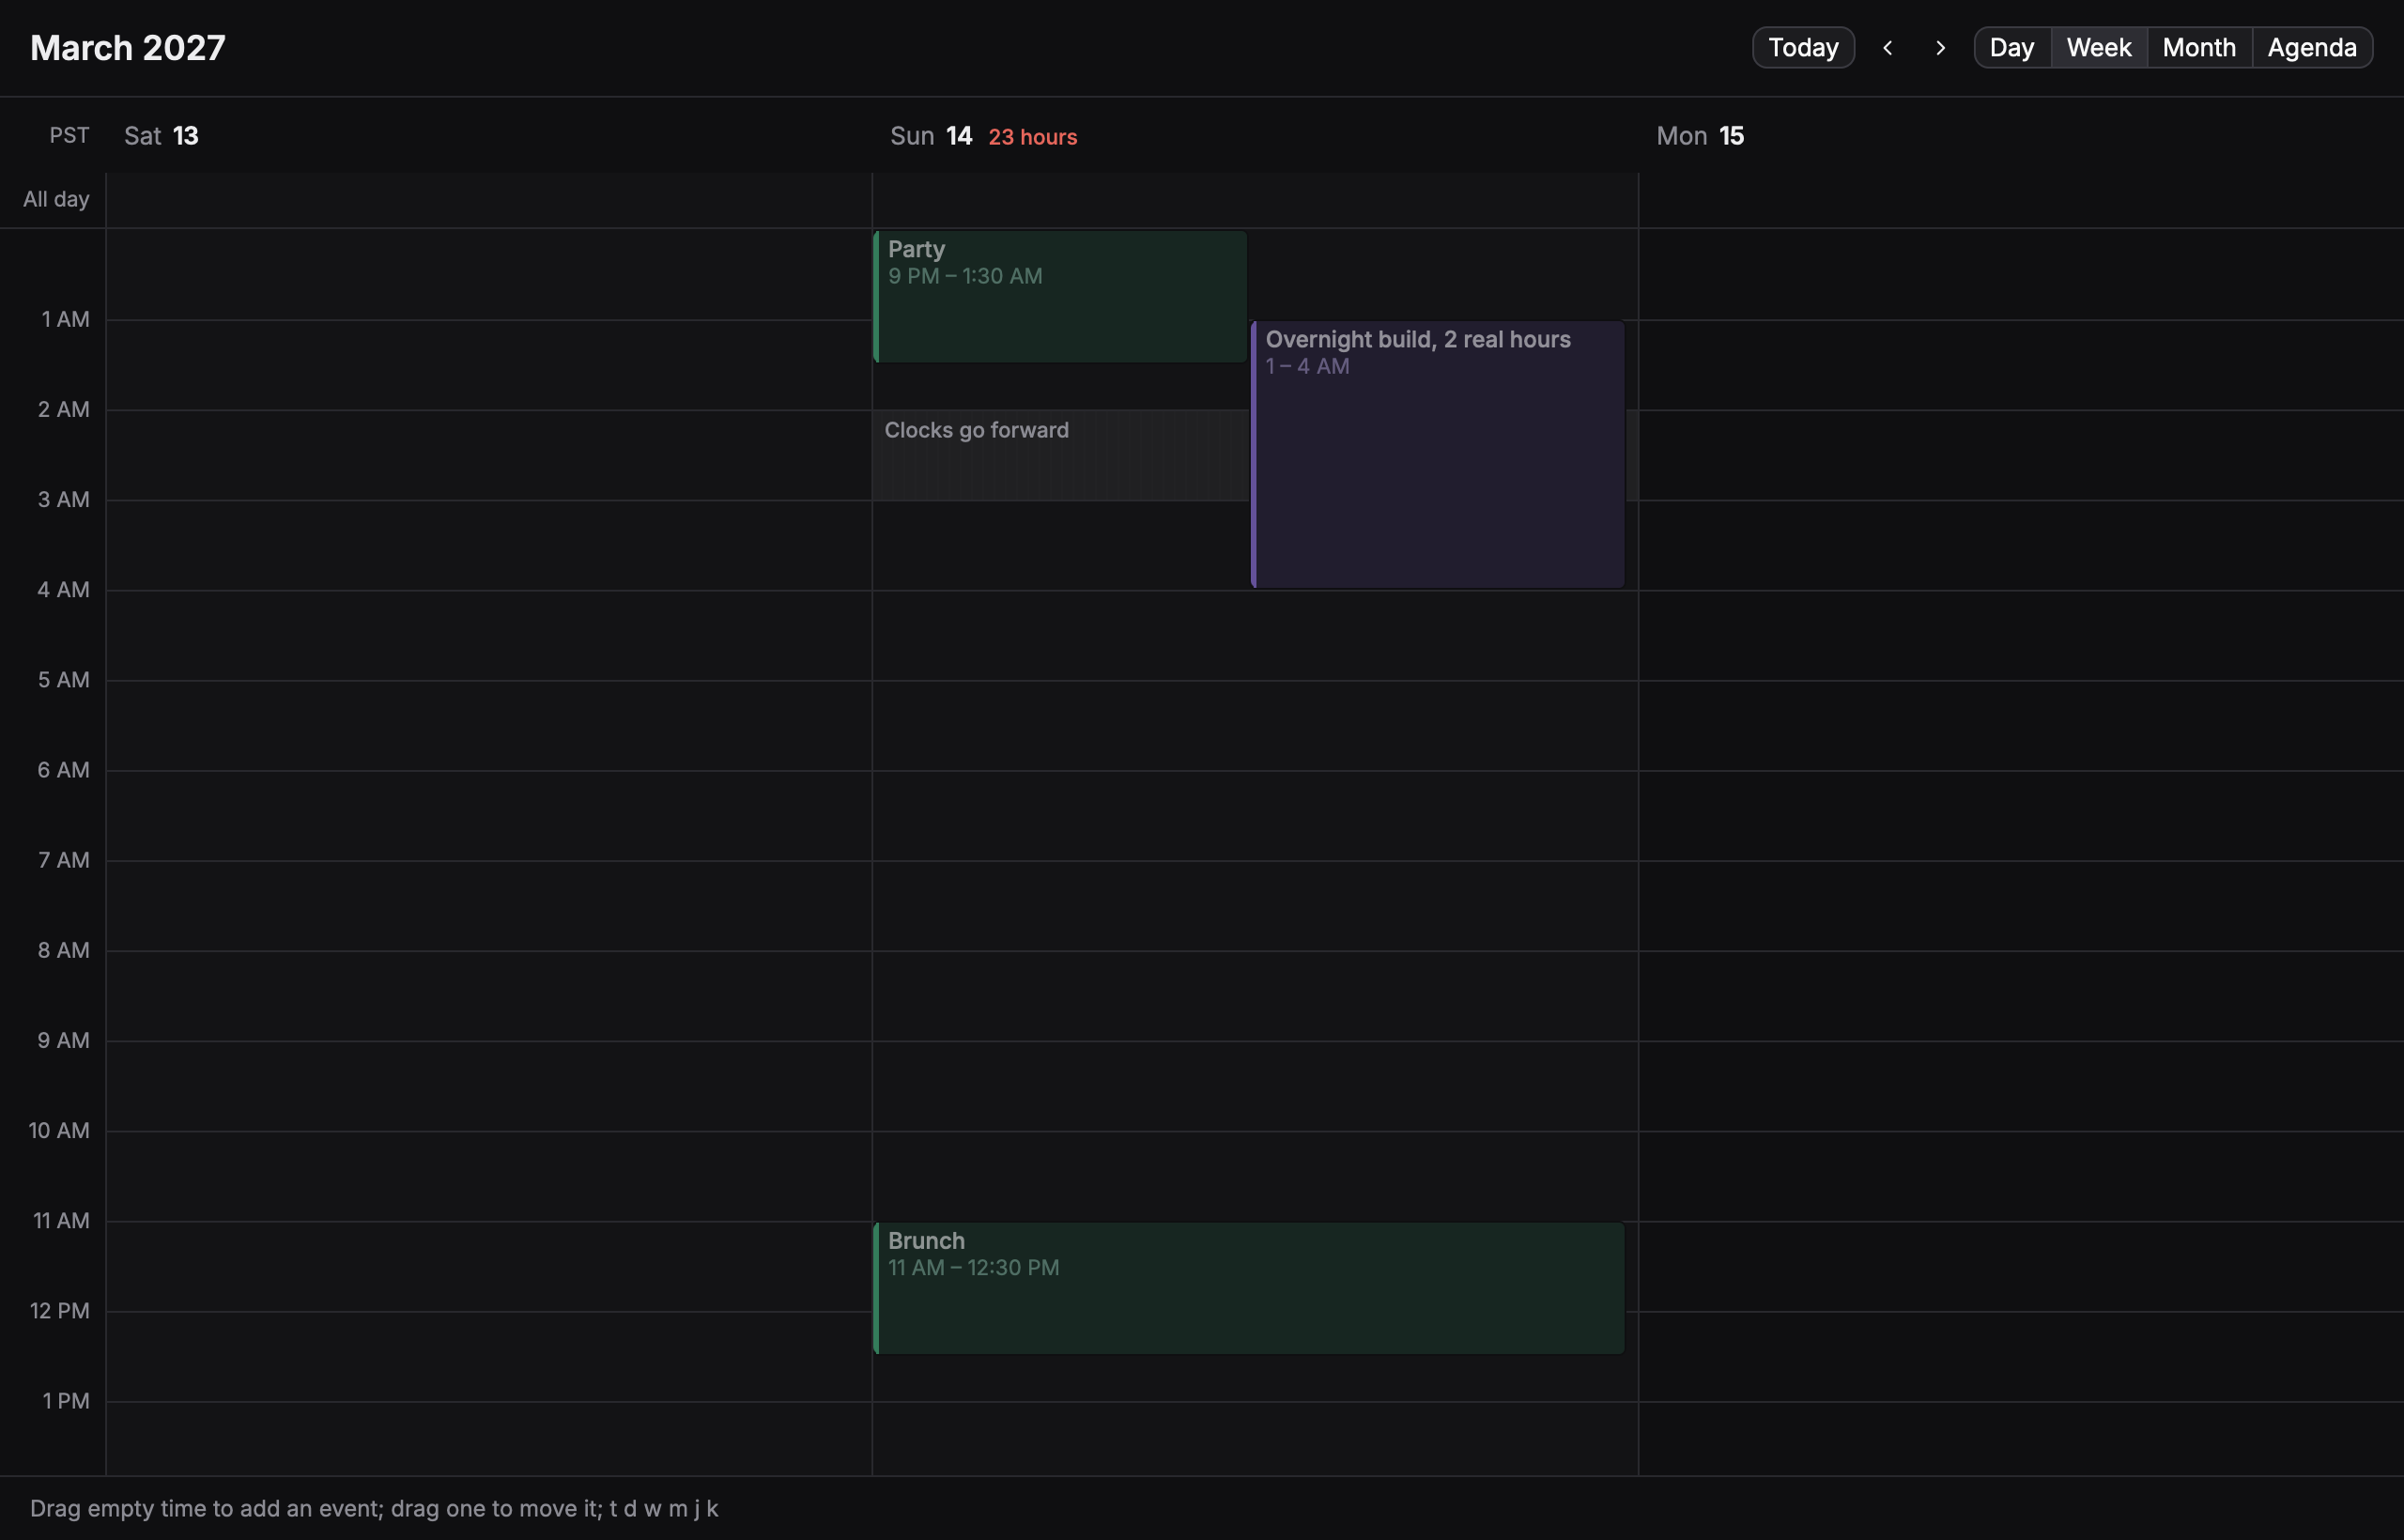 March 2027
Today
Day Week Month Agenda
PST
Sat 13
Sun 14 23 hours
Mon 15
All day
Party
9 PM – 1:30 AM
1 AM
Overnight build, 2 real hours
1 – 4 AM
2 AM
Clocks go forward
3 AM
4 AM
5 AM
6 AM
7 AM
8 AM
9 AM
10 AM
11 AM
Brunch
11 AM – 12:30 PM
12 PM
1 PM
Drag empty time to add an event; drag one to move it; t d w m j k